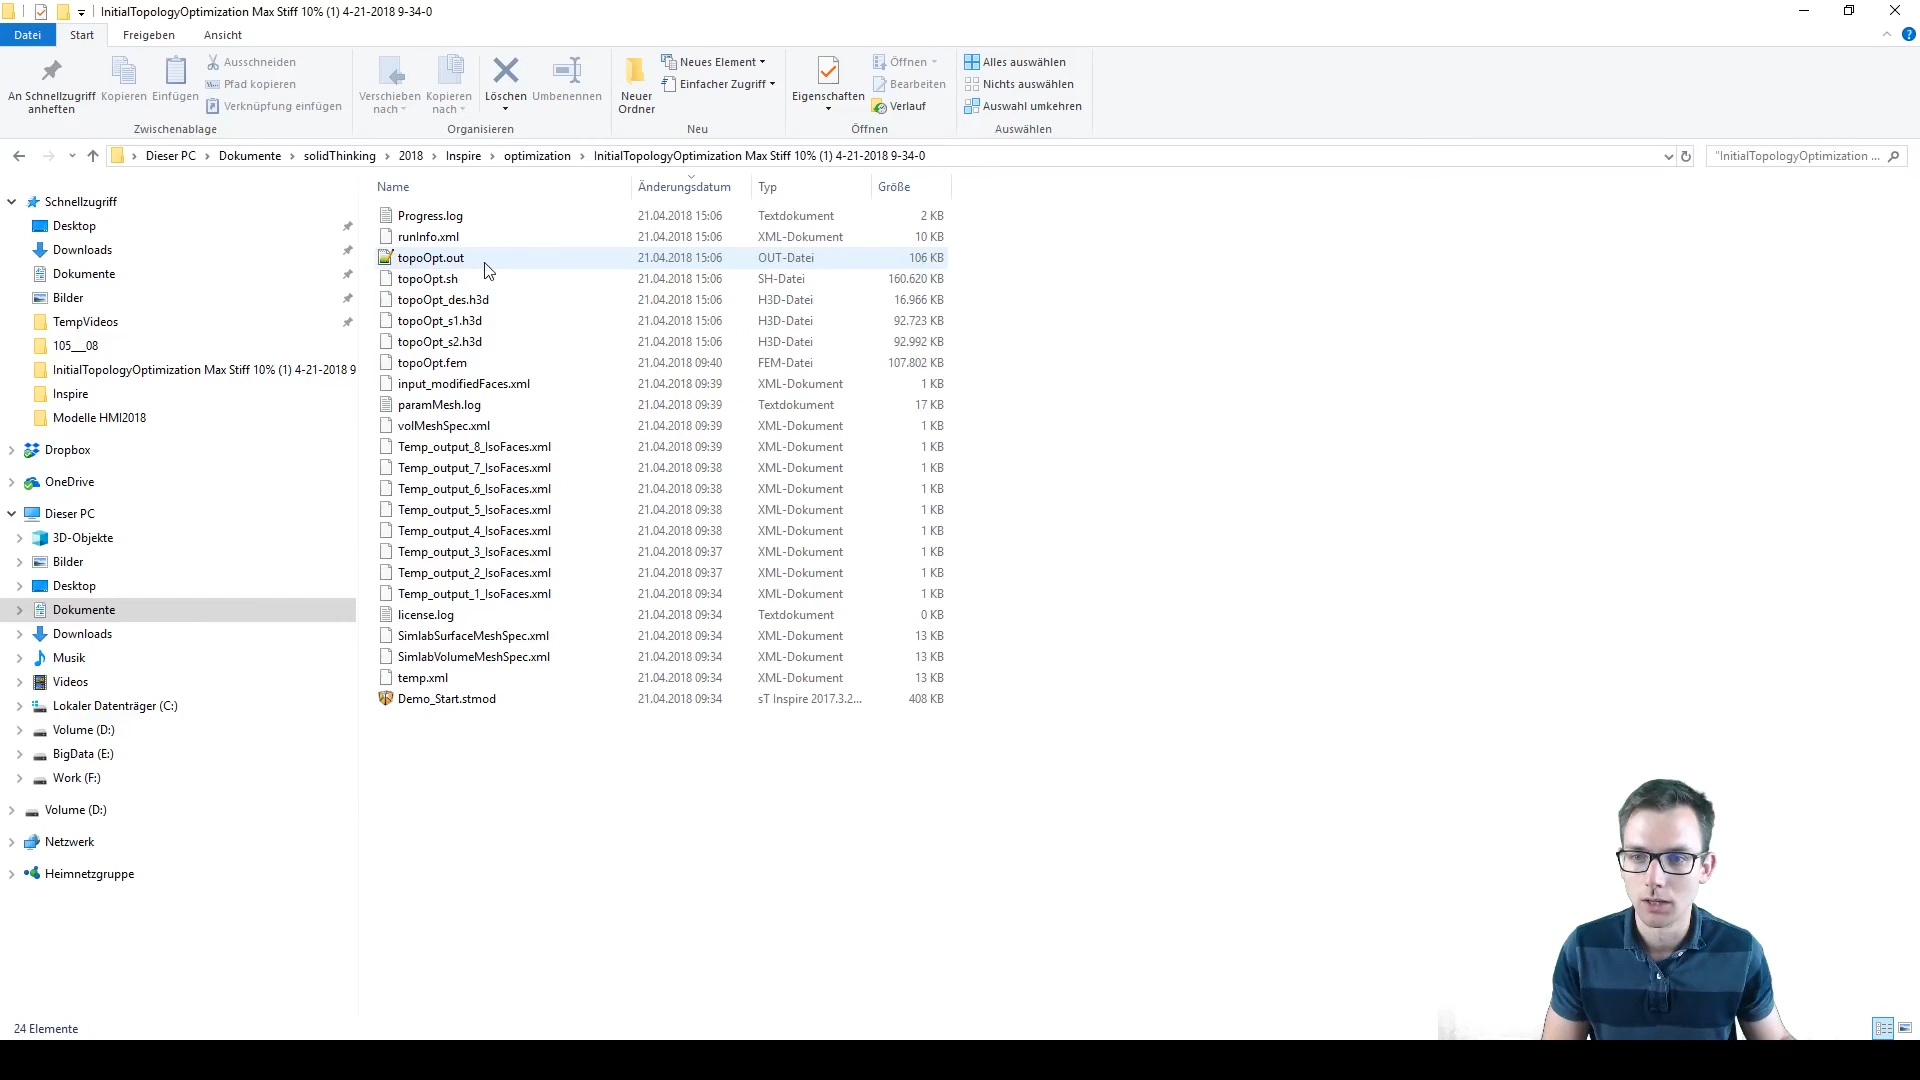 InitialTopologyOptimization Max Stiff 10% (1) 4-21-2018 9-34-0
Datei Start Freigeben Ansicht
An Schnellzugriff anheften
Kopieren
Einfügen
Ausschneiden
Pfad kopieren
Verknüpfung einfügen
Zwischenablage
Verschieben nach
Kopieren nach
Löschen
Umbenennen
Organisieren
Neuer Ordner
Neues Element
Einfacher Zugriff
Neu
Eigenschaften
Öffnen
Bearbeiten
Verlauf
Öffnen
Alles auswählen
Nichts auswählen
Auswahl umkehren
Auswählen
Dieser PC > Dokumente > solidThinking > 2018 > Inspire > optimization > InitialTopologyOptimization Max Stiff 10% (1) 4-21-2018 9-34-0
"InitialTopologyOptimization ...
Schnellzugriff
Desktop
Downloads
Dokumente
Bilder
TempVideos
105___08
InitialTopologyOptimization Max Stiff 10% (1) 4-21-2018 9
Inspire
Modelle HMI2018
Dropbox
OneDrive
Dieser PC
3D-Objekte
Bilder
Desktop
Dokumente
Downloads
Musik
Videos
Lokaler Datenträger (C:)
Volume (D:)
BigData (E:)
Work (F:)
Volume (D:)
Netzwerk
Heimnetzgruppe
Name Änderungsdatum Typ Größe
Progress.log 21.04.2018 15:06 Textdokument 2 KB
runInfo.xml 21.04.2018 15:06 XML-Dokument 10 KB
topoOpt.out 21.04.2018 15:06 OUT-Datei 106 KB
topoOpt.sh 21.04.2018 15:06 SH-Datei 160.620 KB
topoOpt_des.h3d 21.04.2018 15:06 H3D-Datei 16.966 KB
topoOpt_s1.h3d 21.04.2018 15:06 H3D-Datei 92.723 KB
topoOpt_s2.h3d 21.04.2018 15:06 H3D-Datei 92.992 KB
topoOpt.fem 21.04.2018 09:40 FEM-Datei 107.802 KB
input_modifiedFaces.xml 21.04.2018 09:39 XML-Dokument 1 KB
paramMesh.log 21.04.2018 09:39 Textdokument 17 KB
volMeshSpec.xml 21.04.2018 09:39 XML-Dokument 1 KB
Temp_output_8_IsoFaces.xml 21.04.2018 09:39 XML-Dokument 1 KB
Temp_output_7_IsoFaces.xml 21.04.2018 09:38 XML-Dokument 1 KB
Temp_output_6_IsoFaces.xml 21.04.2018 09:38 XML-Dokument 1 KB
Temp_output_5_IsoFaces.xml 21.04.2018 09:38 XML-Dokument 1 KB
Temp_output_4_IsoFaces.xml 21.04.2018 09:38 XML-Dokument 1 KB
Temp_output_3_IsoFaces.xml 21.04.2018 09:37 XML-Dokument 1 KB
Temp_output_2_IsoFaces.xml 21.04.2018 09:37 XML-Dokument 1 KB
Temp_output_1_IsoFaces.xml 21.04.2018 09:34 XML-Dokument 1 KB
license.log 21.04.2018 09:34 Textdokument 0 KB
SimlabSurfaceMeshSpec.xml 21.04.2018 09:34 XML-Dokument 13 KB
SimlabVolumeMeshSpec.xml 21.04.2018 09:34 XML-Dokument 13 KB
temp.xml 21.04.2018 09:34 XML-Dokument 13 KB
Demo_Start.stmod 21.04.2018 09:34 sT Inspire 2017.3.2... 408 KB
24 Elemente